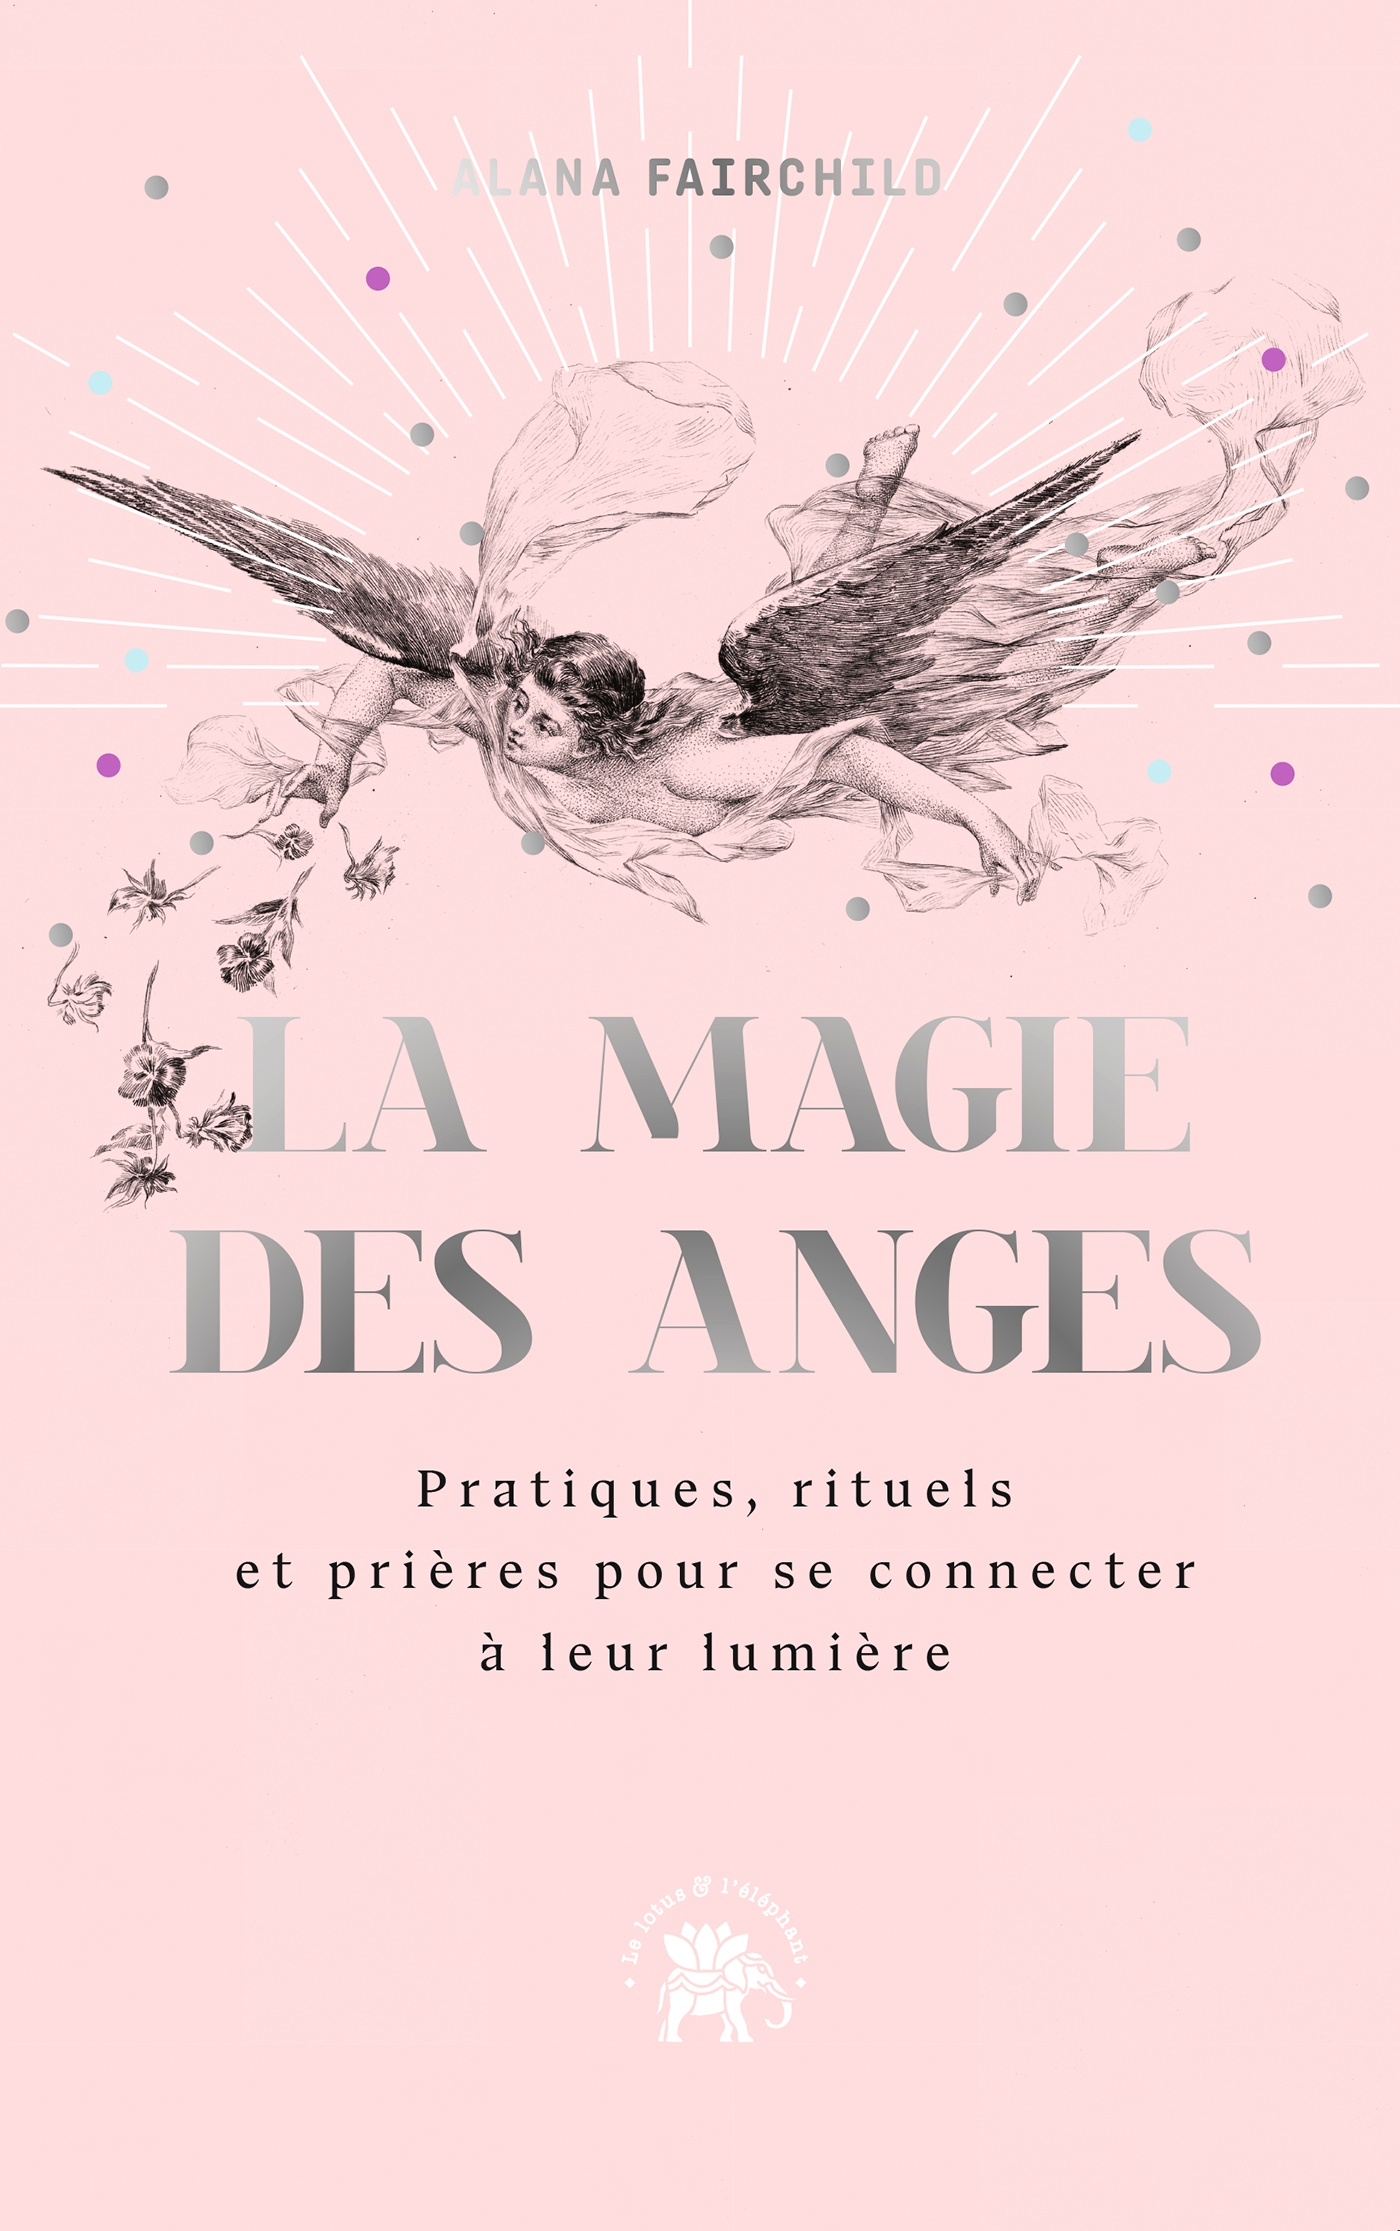 ALANA FAIRCHILD
LA MAGIE
DES ANGES
Pratiques, rituels
et prières pour se connecter
à leur lumière
Le lotus & l'éléphant